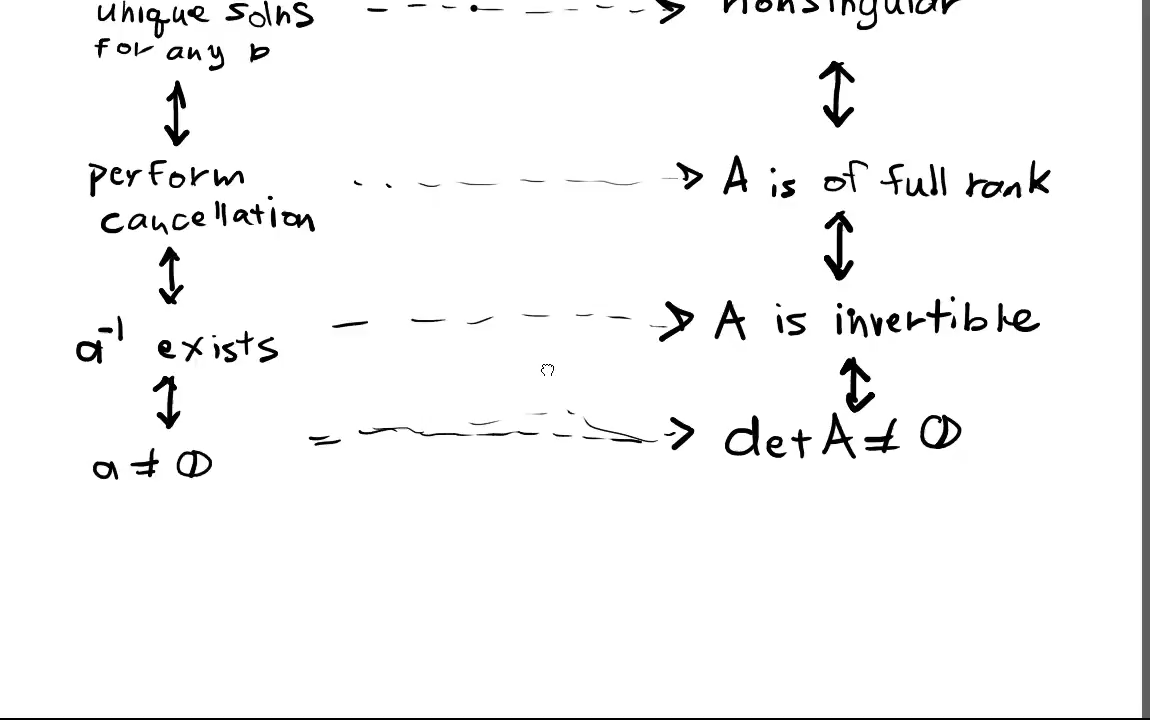 unique solns
for any b
nonsingular
perform
cancellation
A is of full rank
a⁻¹ exists
A is invertible
a ≠ 0
det A ≠ 0